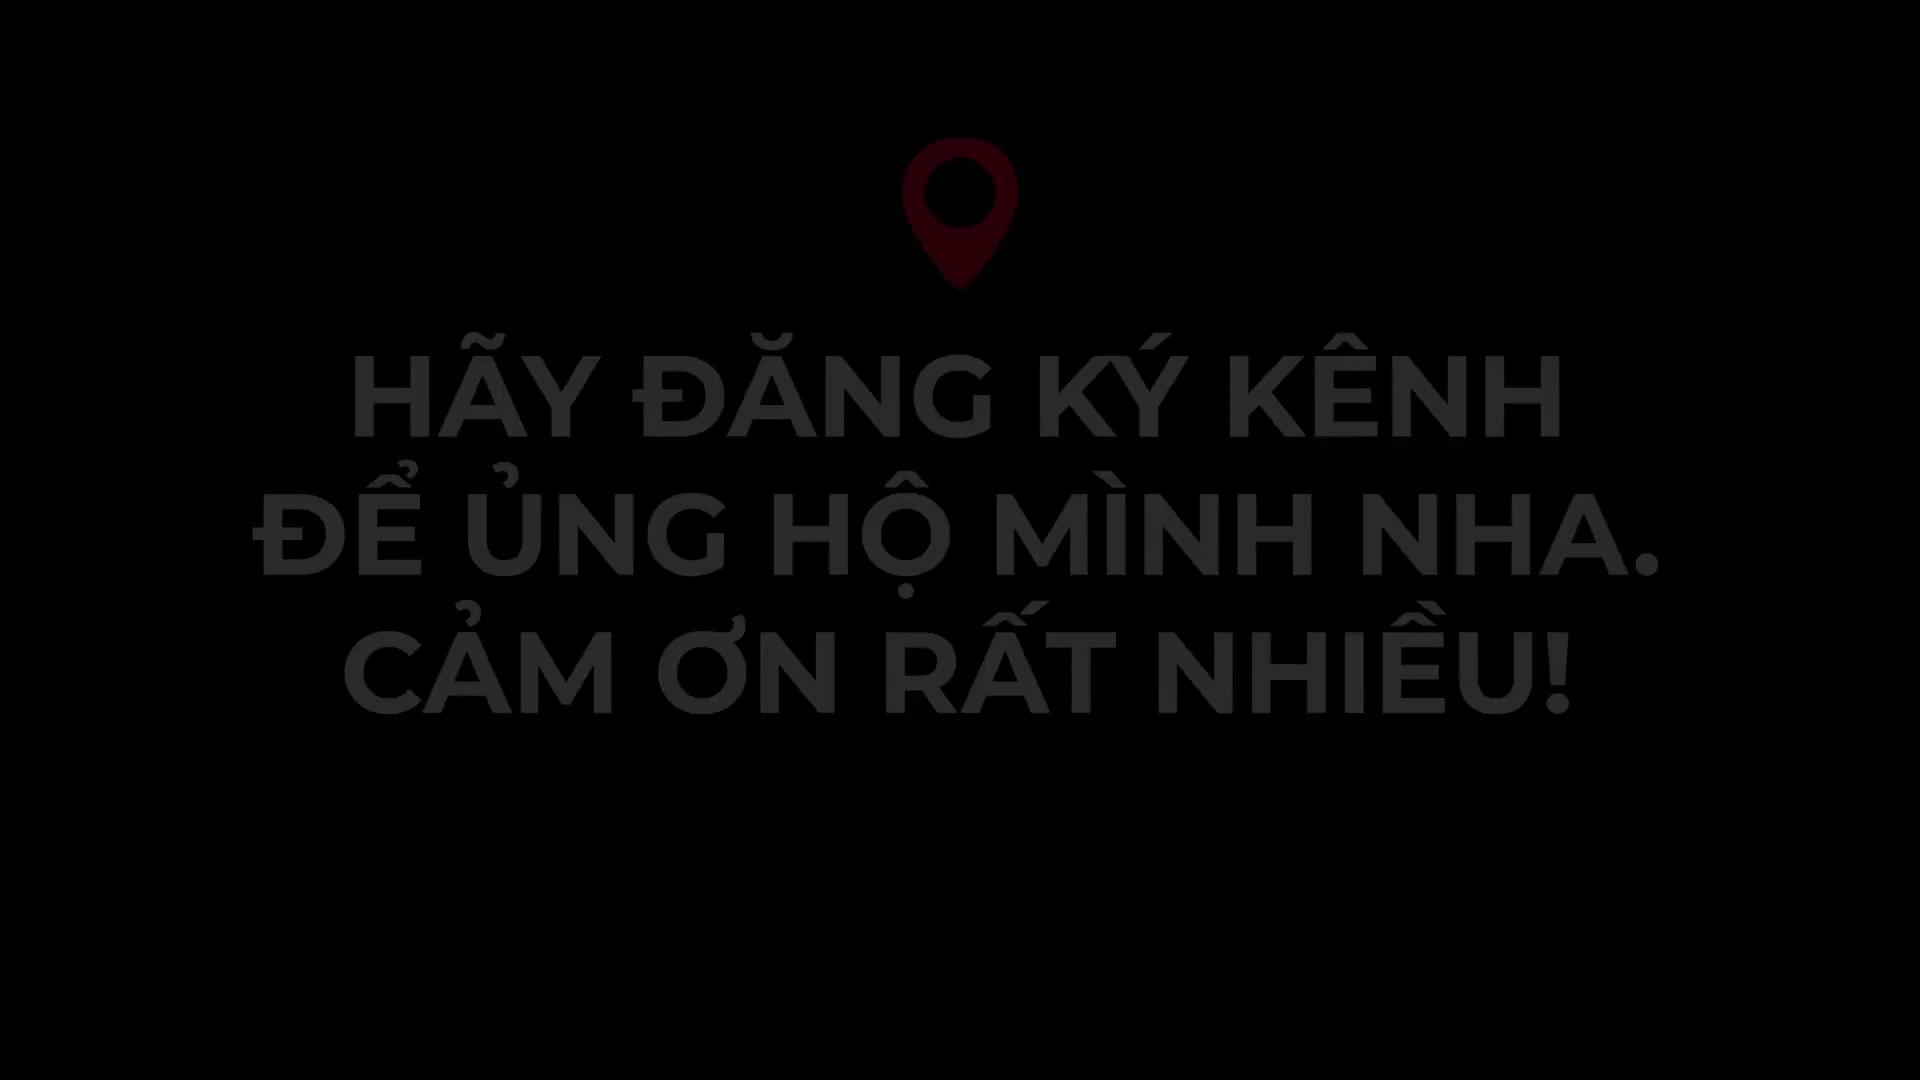 HÃY ĐĂNG KÝ KÊNH
ĐỂ ỦNG HỘ MÌNH NHA.
CẢM ƠN RẤT NHIỀU!